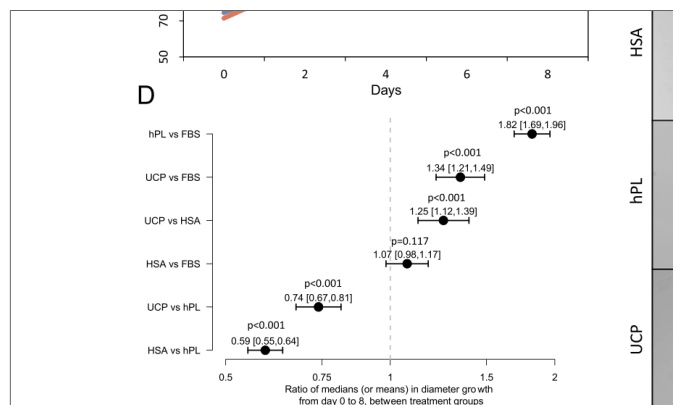 70
50
0 2 4 6 8
Days
D
hPL vs FBS
p<0.001
1.82 [1.69,1.96]
UCP vs FBS
p<0.001
1.34 [1.21,1.49]
UCP vs HSA
p<0.001
1.25 [1.12,1.39]
HSA vs FBS
p=0.117
1.07 [0.98,1.17]
UCP vs hPL
p<0.001
0.74 [0.67,0.81]
HSA vs hPL
p<0.001
0.59 [0.55,0.64]
0.5 0.75 1 1.5 2
Ratio of medians (or means) in diameter growth
from day 0 to 8, between treatment groups
HSA
hPL
UCP